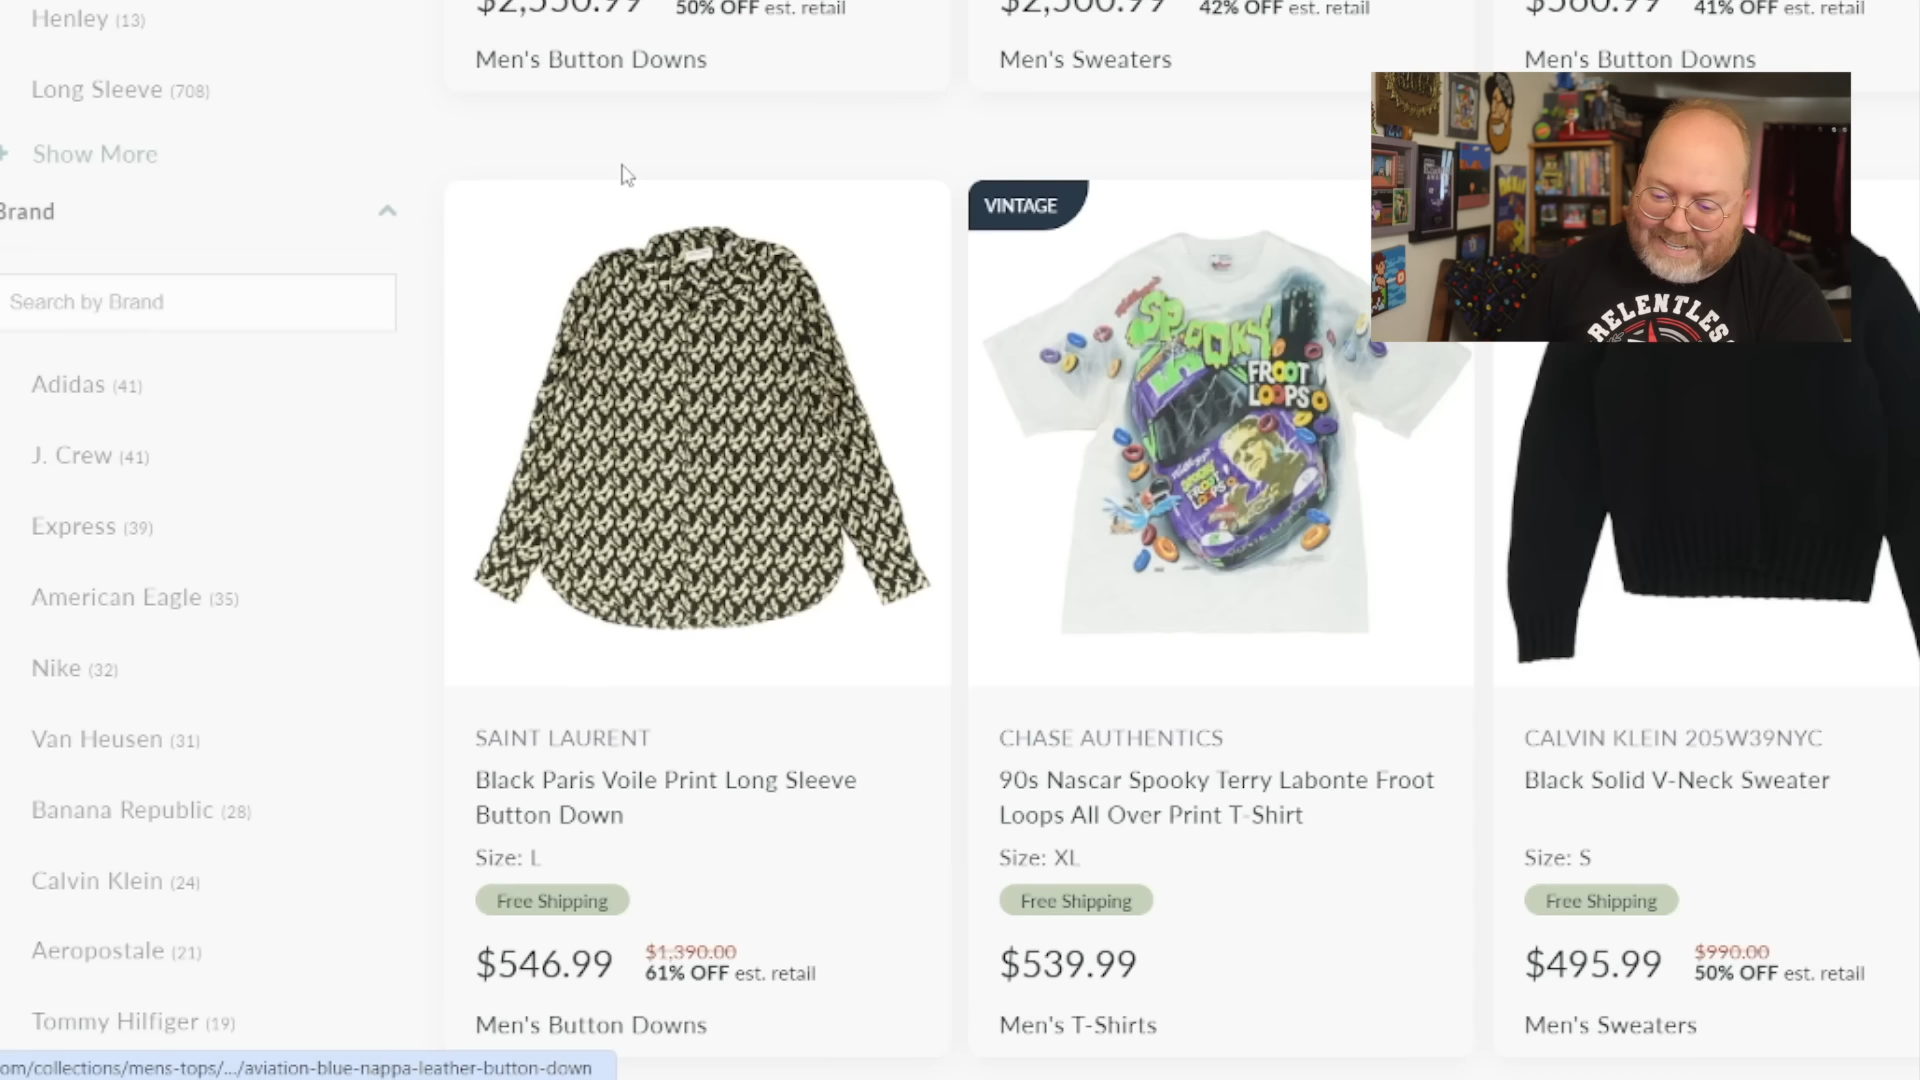 Henley (13)
Long Sleeve (708)
Show More
Brand
Search by Brand
Adidas (41)
J. Crew (41)
Express (39)
American Eagle (35)
Nike (32)
Van Heusen (31)
Banana Republic (28)
Calvin Klein (24)
Aeropostale (21)
Tommy Hilfiger (19)
om/collections/mens-tops/.../aviation-blue-nappa-leather-button-down
50% OFF est. retail
Men's Button Downs
42% OFF est. retail
Men's Sweaters
41% OFF est. retail
Men's Button Downs
RELENTLESS
SAINT LAURENT
Black Paris Voile Print Long Sleeve
Button Down
Size: L
Free Shipping
$546.99 $1,390.00
61% OFF est. retail
Men's Button Downs
VINTAGE
SPOOKY
FROOT
LOOPS
CHASE AUTHENTICS
90s Nascar Spooky Terry Labonte Froot
Loops All Over Print T-Shirt
Size: XL
Free Shipping
$539.99
Men's T-Shirts
CALVIN KLEIN 205W39NYC
Black Solid V-Neck Sweater
Size: S
Free Shipping
$495.99 $990.00
50% OFF est. retail
Men's Sweaters